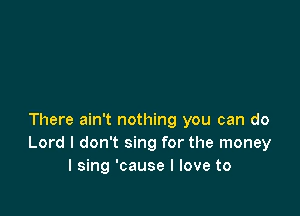 There ain't nothing you can do
Lord I don't sing for the money
I sing 'cause I love to